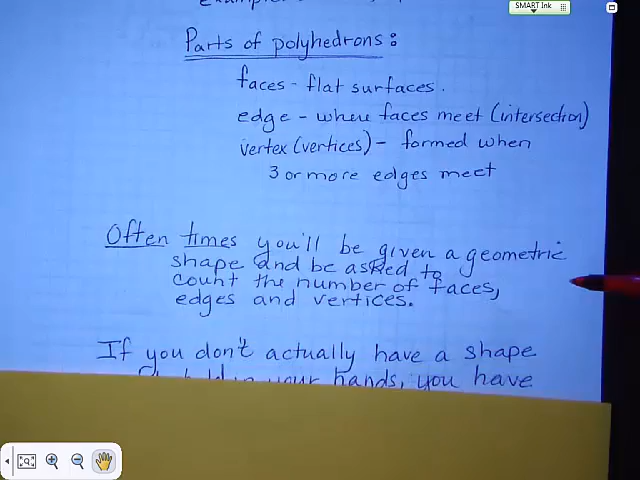 SMART Ink
Parts of polyhedrons:
faces - flat surfaces.
edge - where faces meet (intersection)
vertex (vertices) - formed when
3 or more edges meet
Often times you'll be given a geometric
shape and be asked to
count the number of faces,
edges and vertices.
If you don't actually have a shape
your hands, you have